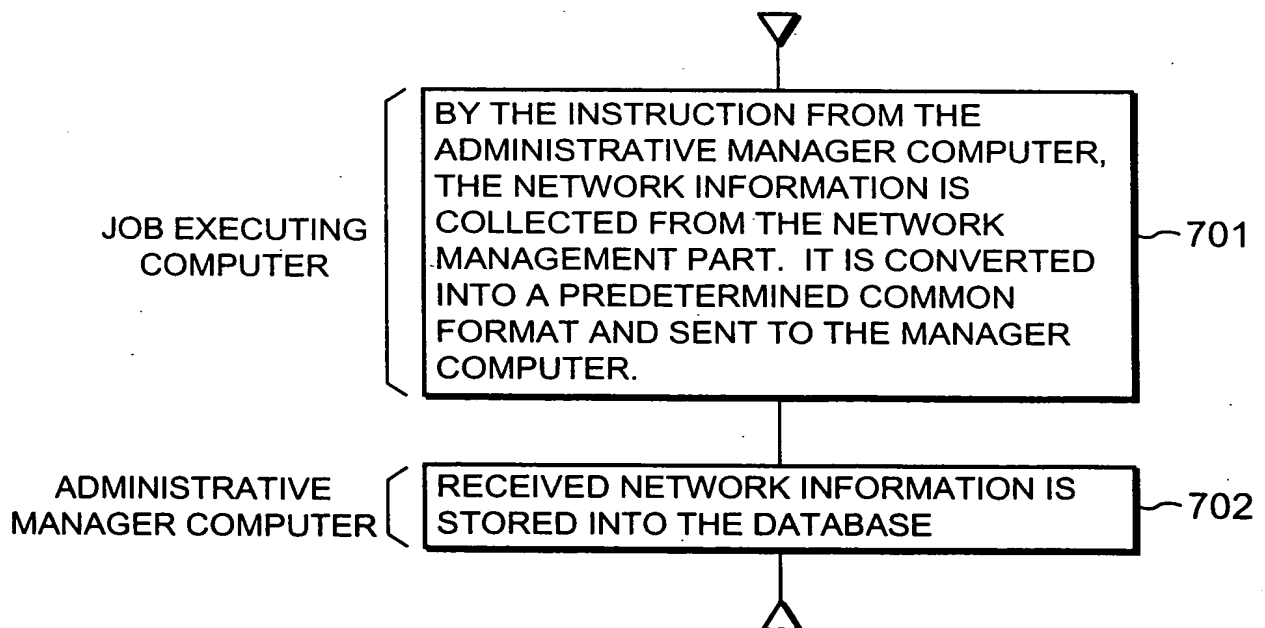 BY THE INSTRUCTION FROM THE
ADMINISTRATIVE MANAGER COMPUTER,
THE NETWORK INFORMATION IS
COLLECTED FROM THE NETWORK
MANAGEMENT PART. IT IS CONVERTED
INTO A PREDETERMINED COMMON
FORMAT AND SENT TO THE MANAGER
COMPUTER.
JOB EXECUTING
COMPUTER
701
ADMINISTRATIVE
MANAGER COMPUTER
RECEIVED NETWORK INFORMATION IS
STORED INTO THE DATABASE
702